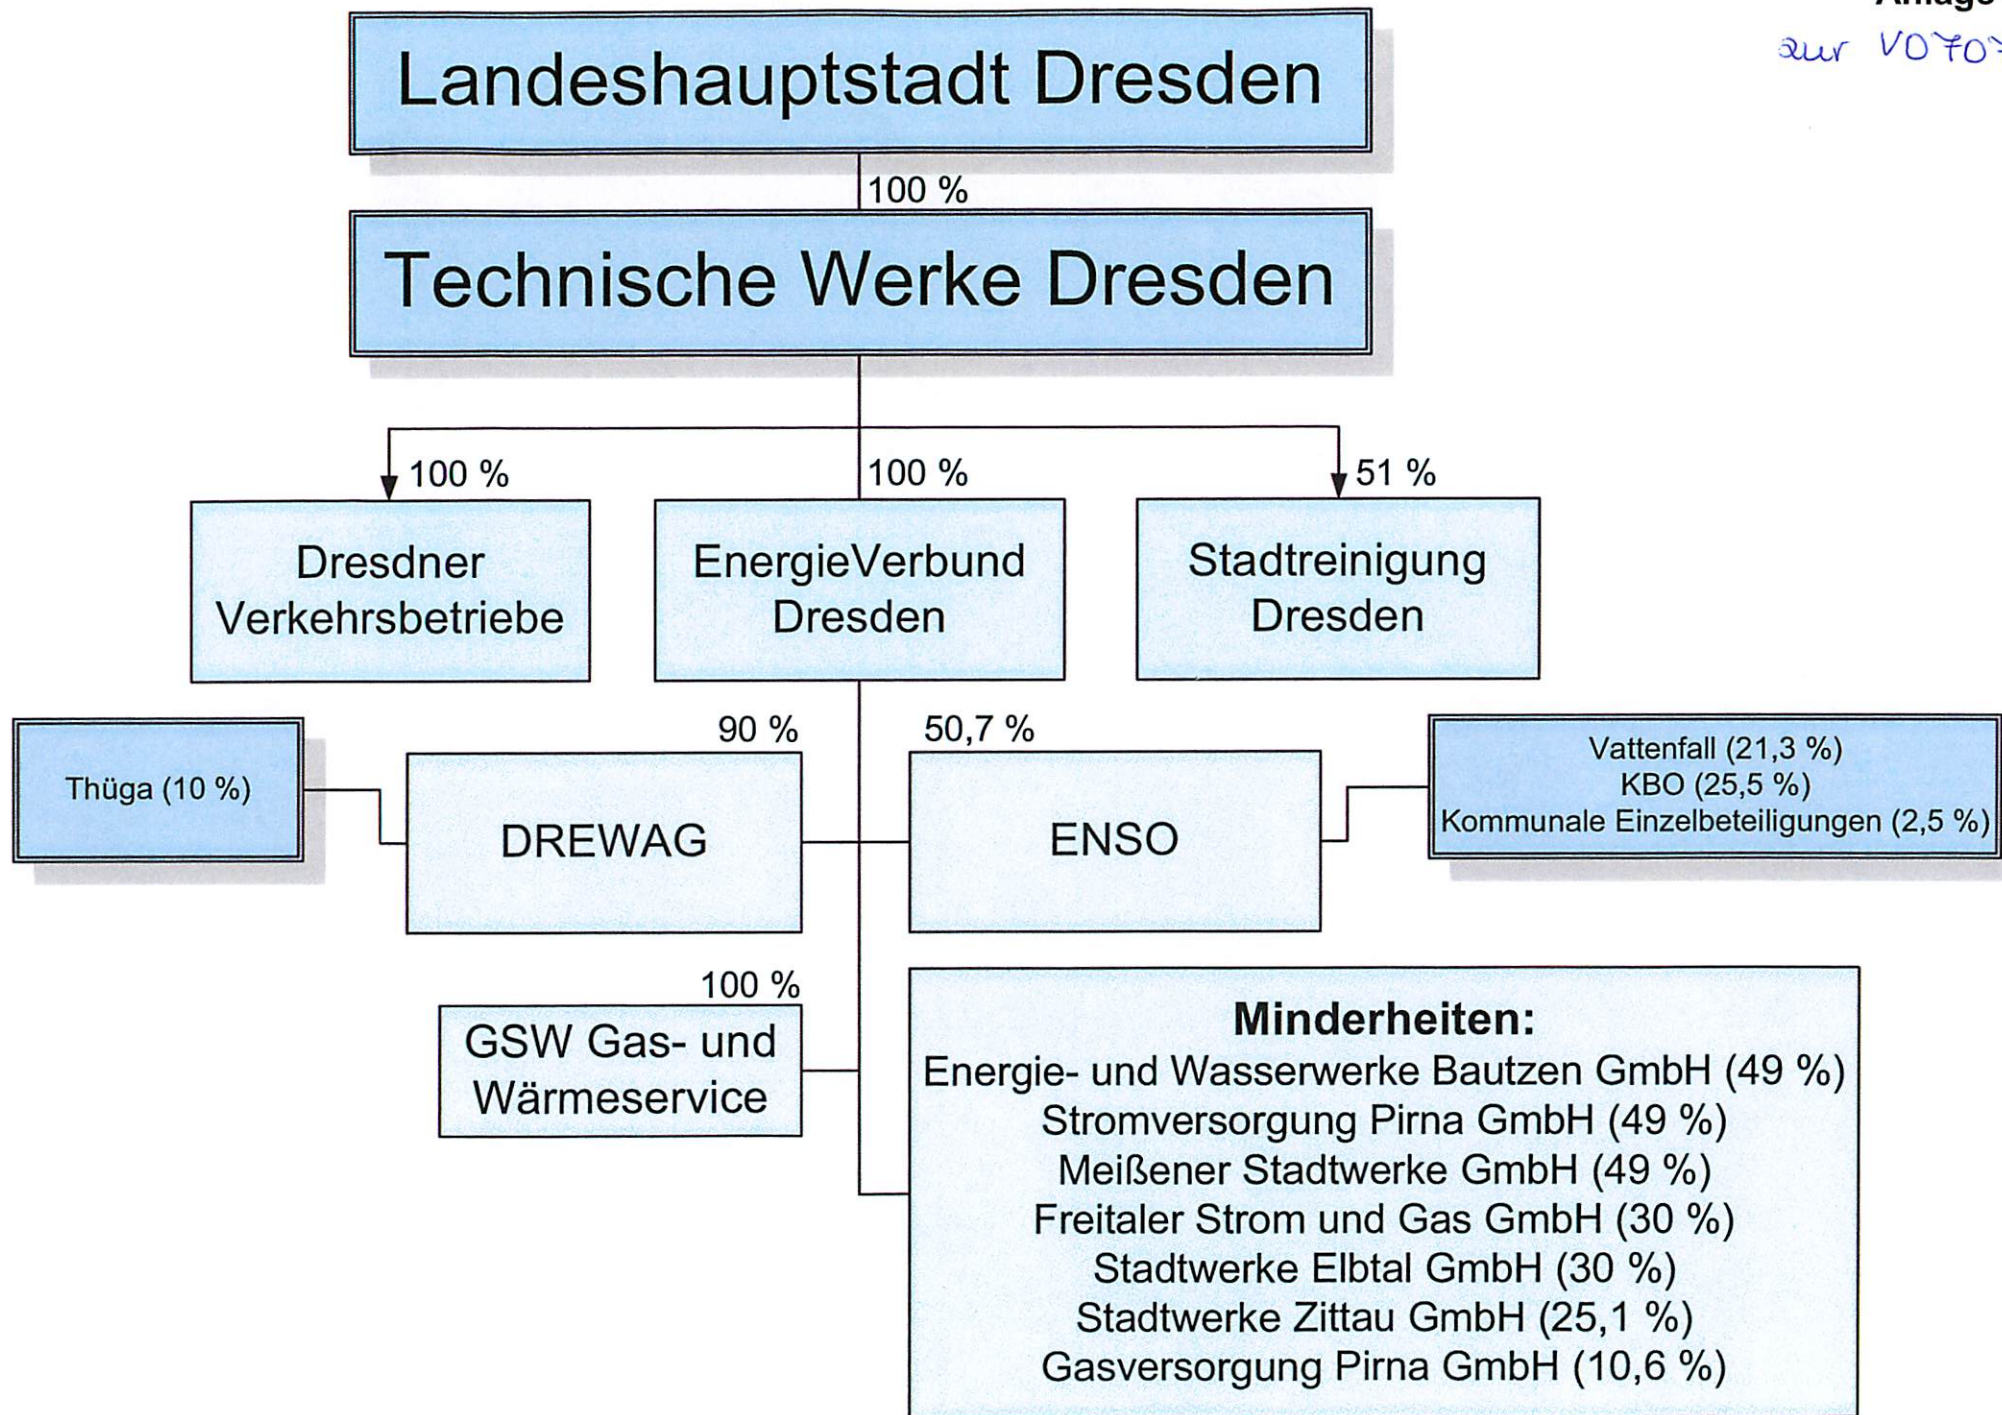 Landeshauptstadt Dresden
100 %
Technische Werke Dresden
100 %
100 %
51 %
Dresdner
Verkehrsbetriebe
EnergieVerbund
Dresden
Stadtreinigung
Dresden
90 %
50,7 %
Thüga (10 %)
DREWAG
ENSO
Vattenfall (21,3 %)
KBO (25,5 %)
Kommunale Einzelbeteiligungen (2,5 %)
100 %
GSW Gas- und
Wärmeservice
Minderheiten:
Energie- und Wasserwerke Bautzen GmbH (49 %)
Stromversorgung Pirna GmbH (49 %)
Meißener Stadtwerke GmbH (49 %)
Freitaler Strom und Gas GmbH (30 %)
Stadtwerke Elbtal GmbH (30 %)
Stadtwerke Zittau GmbH (25,1 %)
Gasversorgung Pirna GmbH (10,6 %)
zur